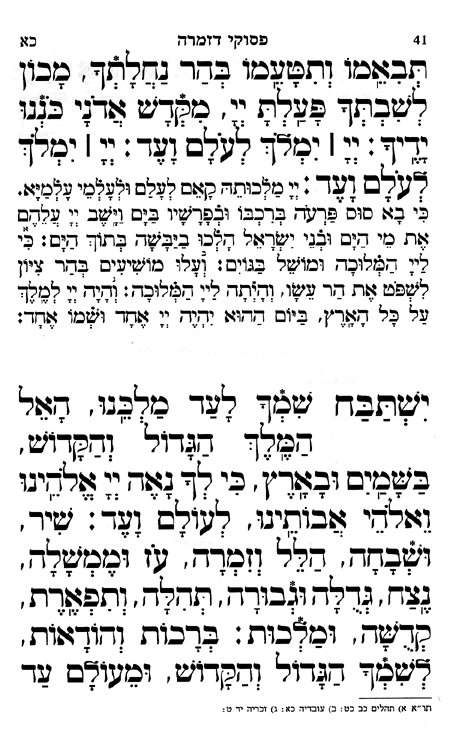 41 פסוקי דזמרה כא
תְּבִאֵמוֹ וְתִטָּעֵמוֹ בְּהַר נַחֲלָתְךָ, מָכוֹן
לְשִׁבְתְּךָ פָּעַלְתָּ יְיָ, מִקְּדָשׁ אֲדֹנָי כּוֹנְנוּ
יָדֶיךָ: יְיָ | יִמְלֹךְ לְעֹלָם וָעֶד: יְיָ | יִמְלֹךְ
לְעֹלָם וָעֶד: יְיָ מַלְכוּתֵהּ קָאֵם לְעָלַם וּלְעָלְמֵי עָלְמַיָּא.
כִּי בָא סוּס פַּרְעֹה בְּרִכְבּוֹ וּבְפָרָשָׁיו בַּיָּם וַיָּשֶׁב יְיָ עֲלֵהֶם
אֶת מֵי הַיָּם וּבְנֵי יִשְׂרָאֵל הָלְכוּ בַיַּבָּשָׁה בְּתוֹךְ הַיָּם: כִּי
לַייָ הַמְּלוּכָה וּמוֹשֵׁל בַּגּוֹיִם: וְעָלוּ מוֹשִׁיעִים בְּהַר צִיּוֹן
לִשְׁפֹּט אֶת הַר עֵשָׂו, וְהָיְתָה לַייָ הַמְּלוּכָה: וְהָיָה יְיָ לְמֶלֶךְ
עַל כָּל הָאָרֶץ, בַּיּוֹם הַהוּא יִהְיֶה יְיָ אֶחָד וּשְׁמוֹ אֶחָד:
יִשְׁתַּבַּח שִׁמְךָ לָעַד מַלְכֵּנוּ, הָאֵל
הַמֶּלֶךְ הַגָּדוֹל וְהַקָּדוֹשׁ,
בַּשָּׁמַיִם וּבָאָרֶץ, כִּי לְךָ נָאֶה יְיָ אֱלֹהֵינוּ
וֵאלֹהֵי אֲבוֹתֵינוּ, לְעוֹלָם וָעֶד: שִׁיר,
וּשְׁבָחָה, הַלֵּל וְזִמְרָה, עֹז וּמֶמְשָׁלָה,
נֶצַח, גְּדֻלָּה וּגְבוּרָה, תְּהִלָּה, וְתִפְאֶרֶת,
קְדֻשָּׁה, וּמַלְכוּת: בְּרָכוֹת וְהוֹדָאוֹת,
לְשִׁמְךָ הַגָּדוֹל וְהַקָּדוֹשׁ, וּמֵעוֹלָם עַד
תו"א א) תהלים כב כט: ב) עובדיה כא: ג) זכריה יד ט: